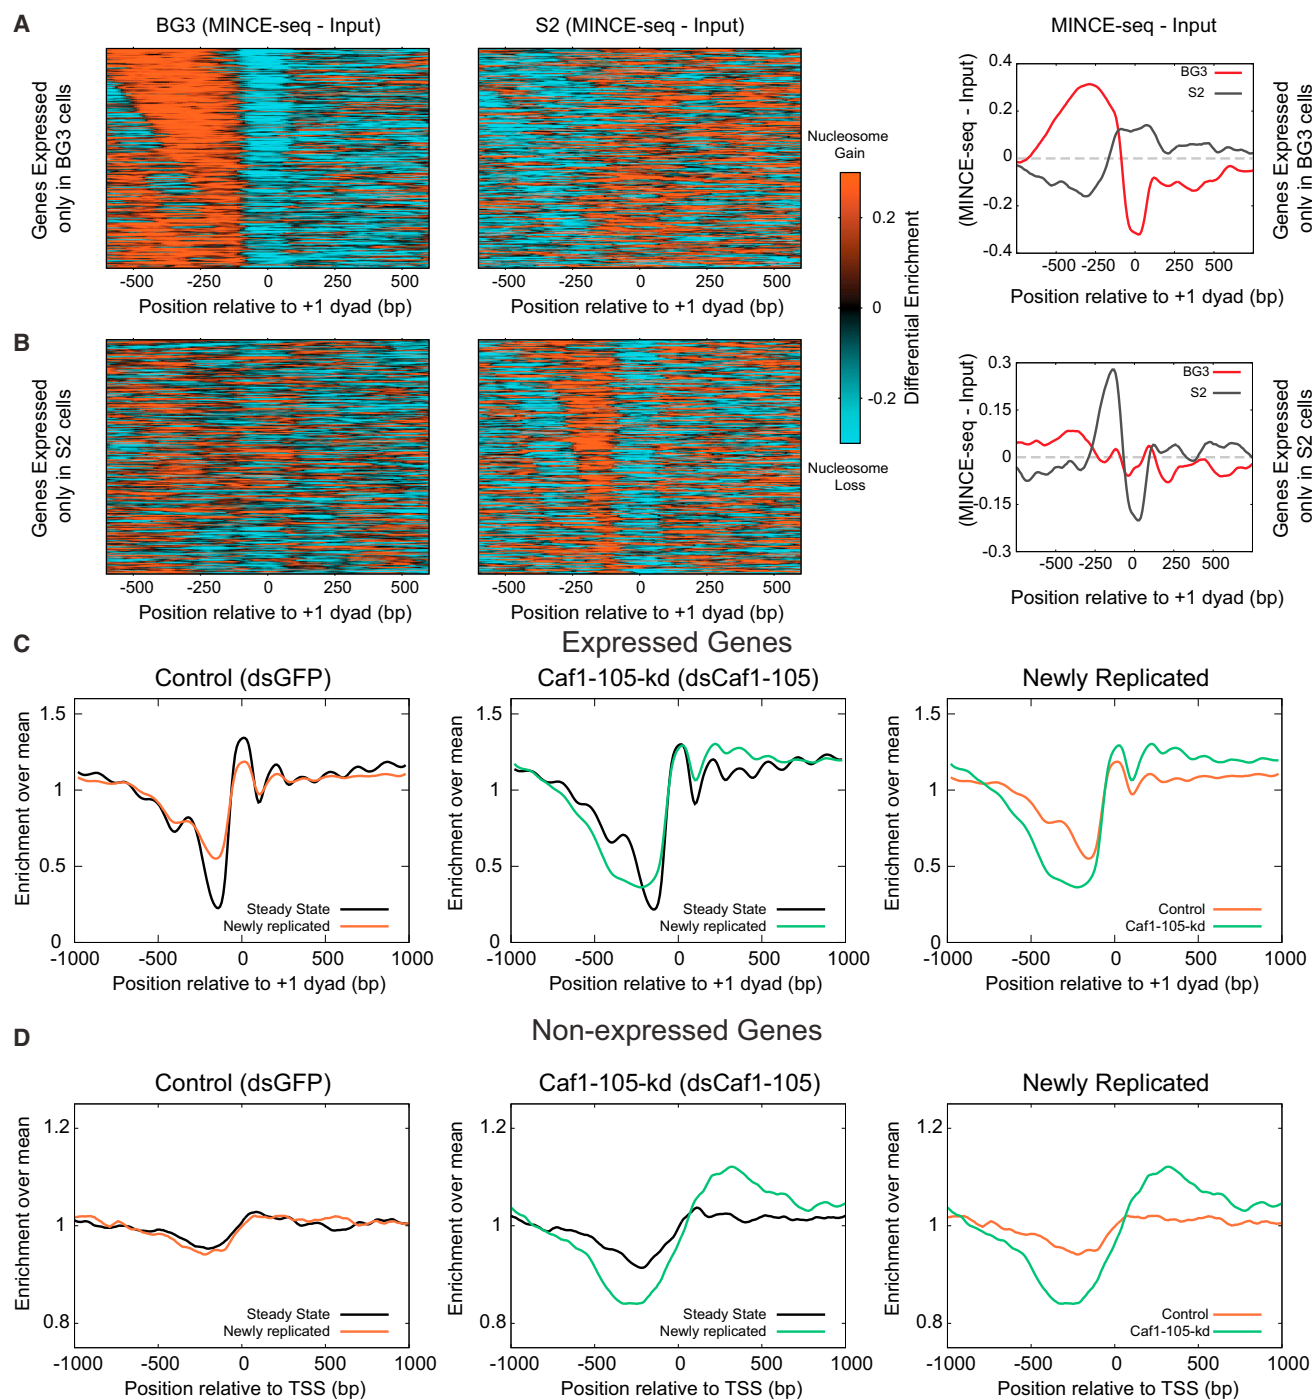 A
BG3 (MINCE-seq - Input)
S2 (MINCE-seq - Input)
MINCE-seq - Input
Genes Expressed
only in BG3 cells
-500 -250 0 250 500
Position relative to +1 dyad (bp)
-500 -250 0 250 500
Position relative to +1 dyad (bp)
Nucleosome
Gain
0.2
0
-0.2
Differential Enrichment
Nucleosome
Loss
(MINCE-seq - Input)
0.4
0.2
0
-0.2
-0.4
BG3
S2
-500 -250 0 250 500
Position relative to +1 dyad (bp)
Genes Expressed
only in BG3 cells
B
Genes Expressed
only in S2 cells
-500 -250 0 250 500
Position relative to +1 dyad (bp)
-500 -250 0 250 500
Position relative to +1 dyad (bp)
(MINCE-seq - Input)
0.3
0.15
0
-0.15
-0.3
BG3
S2
-500 -250 0 250 500
Position relative to +1 dyad (bp)
Genes Expressed
only in S2 cells
C
Expressed Genes
Control (dsGFP)
Enrichment over mean
1.5
1
0.5
0
Steady State
Newly replicated
-1000 -500 0 500 1000
Position relative to +1 dyad (bp)
Caf1-105-kd (dsCaf1-105)
Enrichment over mean
1.5
1
0.5
0
Steady State
Newly replicated
-1000 -500 0 500 1000
Position relative to +1 dyad (bp)
Newly Replicated
Enrichment over mean
1.5
1
0.5
0
Control
Caf1-105-kd
-1000 -500 0 500 1000
Position relative to +1 dyad (bp)
D
Non-expressed Genes
Control (dsGFP)
Enrichment over mean
1.2
1
0.8
Steady State
Newly replicated
-1000 -500 0 500 1000
Position relative to TSS (bp)
Caf1-105-kd (dsCaf1-105)
Enrichment over mean
1.2
1
0.8
Steady State
Newly replicated
-1000 -500 0 500 1000
Position relative to TSS (bp)
Newly Replicated
Enrichment over mean
1.2
1
0.8
Control
Caf1-105-kd
-1000 -500 0 500 1000
Position relative to TSS (bp)